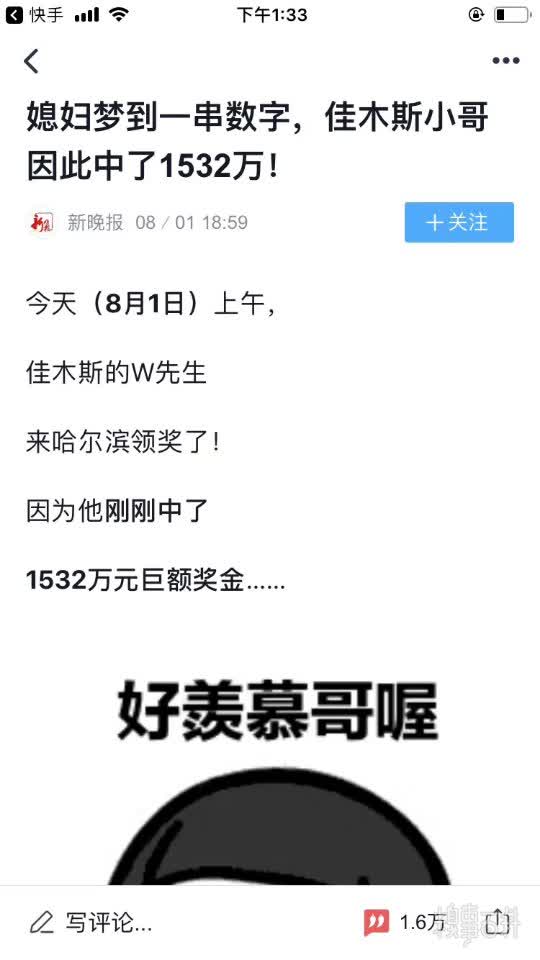 快手
下午1:33
媳妇梦到一串数字，佳木斯小哥
因此中了1532万！
新晚报 08/01 18:59
+关注
今天（8月1日）上午，
佳木斯的W先生
来哈尔滨领奖了！
因为他刚刚中了
1532万元巨额奖金......
好羡慕哥喔
写评论...
1.6万